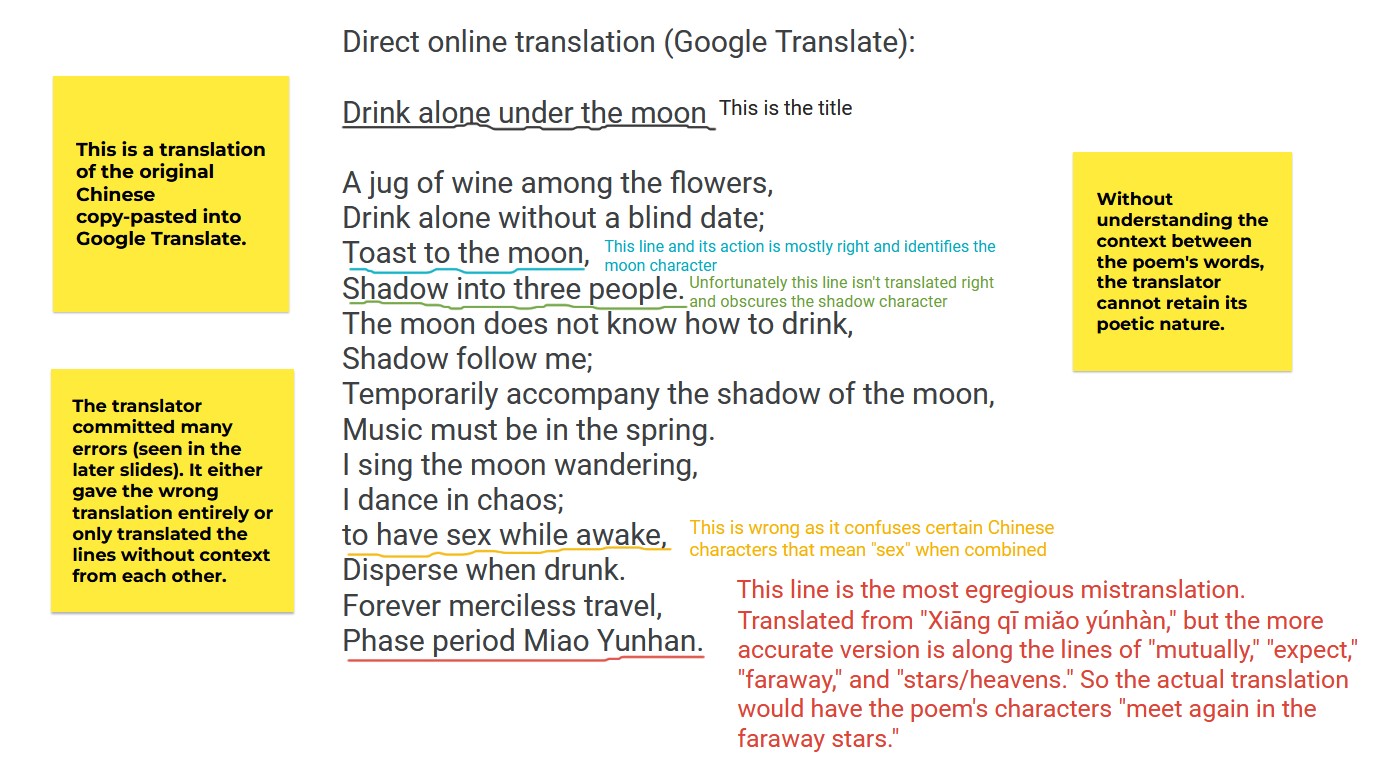 Direct online translation (Google Translate):
This is a translation
of the original
Chinese
copy-pasted into
Google Translate.
The translator
committed many
errors (seen in the
later slides). It either
gave the wrong
translation entirely or
only translated the
lines without context
from each other.
Drink alone under the moon
This is the title
A jug of wine among the flowers,
Drink alone without a blind date;
Toast to the moon,
This line and its action is mostly right and identifies the
moon character
Shadow into three people.
Unfortunately this line isn't translated right
and obscures the shadow character
The moon does not know how to drink,
Shadow follow me;
Temporarily accompany the shadow of the moon,
Music must be in the spring.
I sing the moon wandering,
I dance in chaos;
to have sex while awake,
This is wrong as it confuses certain Chinese
characters that mean "sex" when combined
Disperse when drunk.
Forever merciless travel,
Phase period Miao Yunhan.
This line is the most egregious mistranslation.
Translated from "Xiāng qī miǎo yúnhàn," but the more
accurate version is along the lines of "mutually," "expect,"
"faraway," and "stars/heavens." So the actual translation
would have the poem's characters "meet again in the
faraway stars."
Without
understanding the
context between
the poem's words,
the translator
cannot retain its
poetic nature.